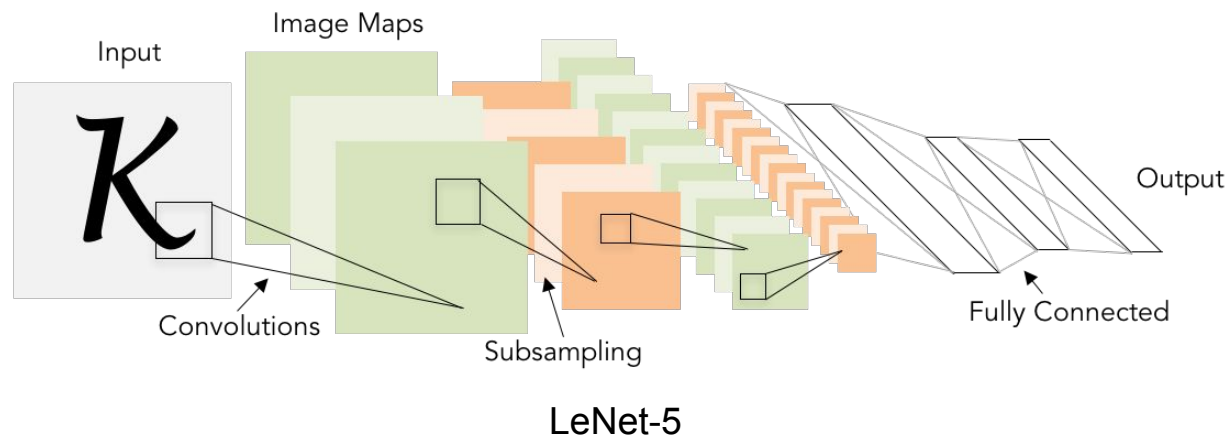 Image Maps
Input
K
Output
Convolutions
Subsampling
Fully Connected
LeNet-5